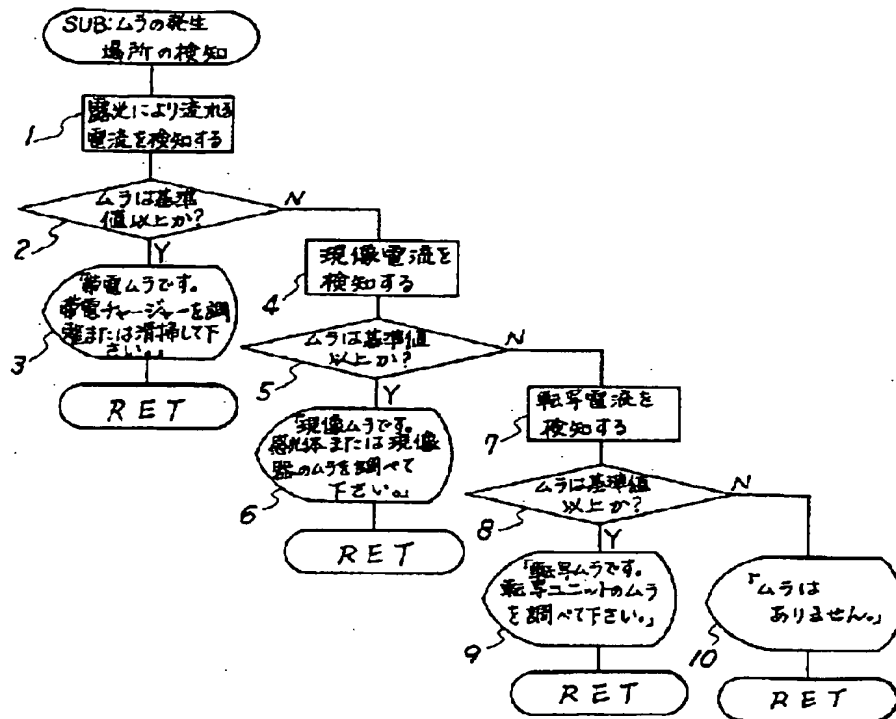 SUB:ムラの発生
場所の検知
露光により流れる
電流を検知する
1
ムラは基準
値以上か?
N
2
Y
「帯電ムラです。
帯電チャージャーを調
整または清掃して下
さい。」
3
RET
現像電流を
検知する
4
ムラは基準値
以上か?
N
5
Y
「現像ムラです。
感光体または現像
器のムラを調べて
下さい。」
6
RET
転写電流を
検知する
7
ムラは基準値
以上か?
N
8
Y
「転写ムラです。
転写ユニットのムラ
を調べて下さい。」
9
RET
「ムラは
ありません。」
10
RET